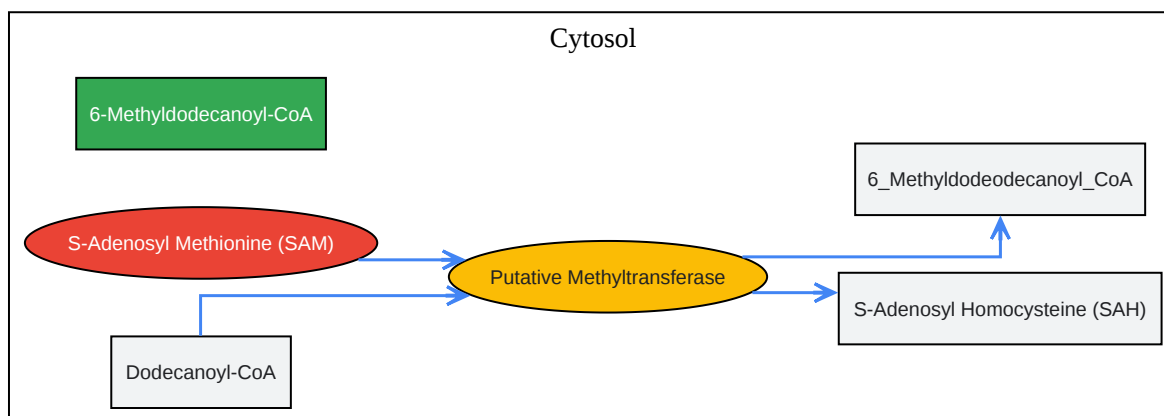 Cytosol
6-Methyldodecanoyl-CoA
6_Methyldodeodecanoyl_CoA
S-Adenosyl Methionine (SAM)
Putative Methyltransferase
S-Adenosyl Homocysteine (SAH)
Dodecanoyl-CoA